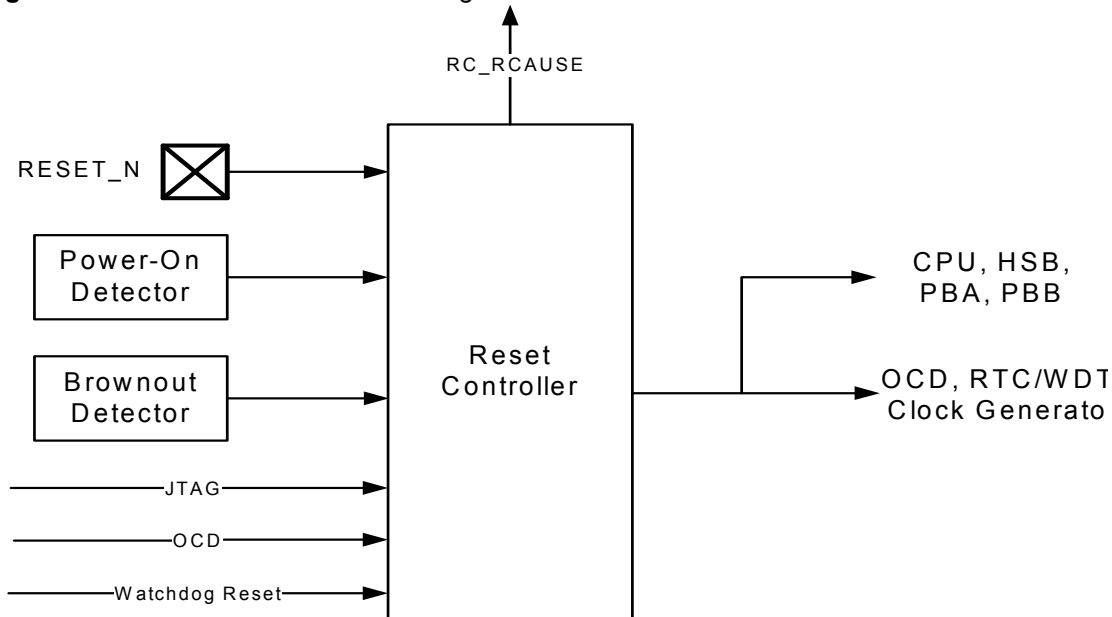 RC_RCAUSE
RESET_N
Power-On
Detector
Brownout
Detector
JTAG
OCD
Watchdog Reset
Reset
Controller
CPU, HSB,
PBA, PBB
OCD, RTC/WDT
Clock Generato